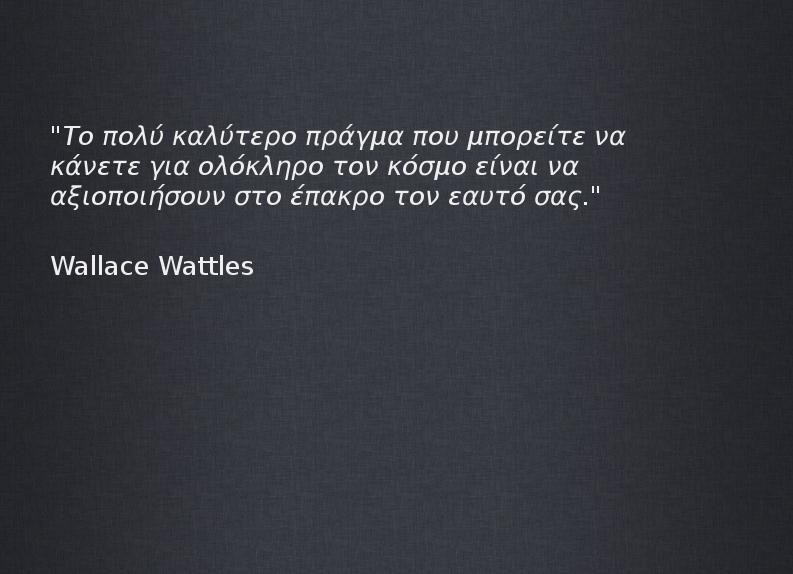 "Το πολύ καλύτερο πράγμα που μπορείτε να
κάνετε για ολόκληρο τον κόσμο είναι να
αξιοποιήσουν στο έπακρο τον εαυτό σας."
Wallace Wattles